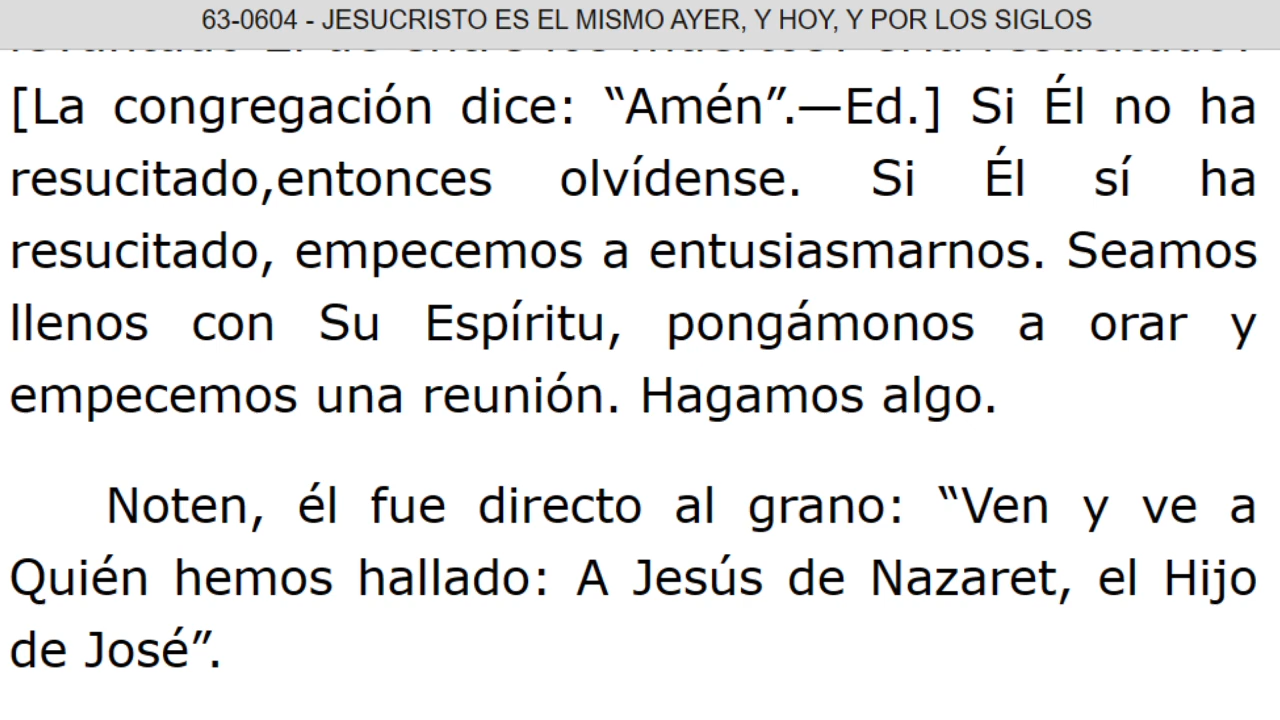 63-0604 - JESUCRISTO ES EL MISMO AYER, Y HOY, Y POR LOS SIGLOS
[La congregación dice: “Amén”.—Ed.] Si Él no ha
resucitado,entonces olvídense. Si Él sí ha
resucitado, empecemos a entusiasmarnos. Seamos
llenos con Su Espíritu, pongámonos a orar y
empecemos una reunión. Hagamos algo.
Noten, él fue directo al grano: “Ven y ve a
Quién hemos hallado: A Jesús de Nazaret, el Hijo
de José”.